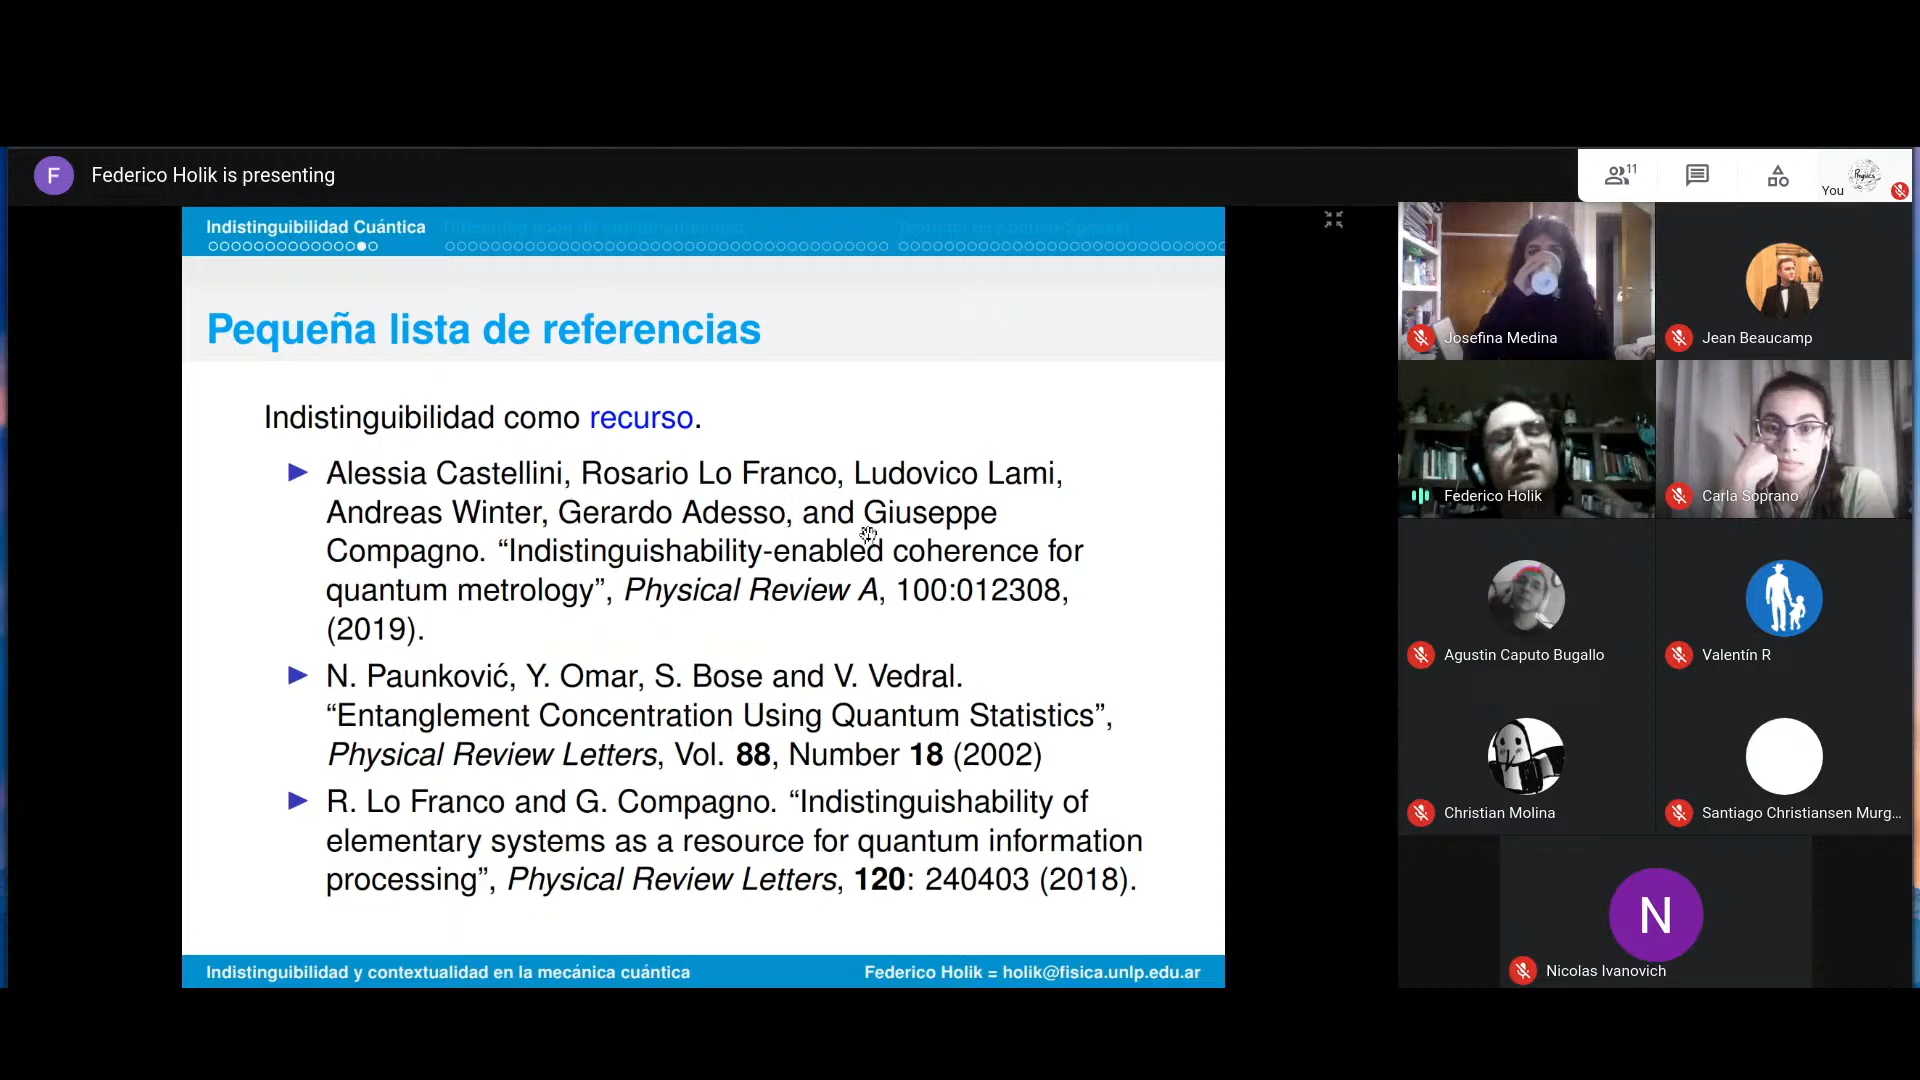 F
Federico Holik is presenting
11
You
Physics
Indistinguibilidad Cuántica
Pequeña lista de referencias
Indistinguibilidad como recurso.
Alessia Castellini, Rosario Lo Franco, Ludovico Lami,
Andreas Winter, Gerardo Adesso, and Giuseppe
Compagno. “Indistinguishability-enabled coherence for
quantum metrology”, Physical Review A, 100:012308,
(2019).
N. Paunković, Y. Omar, S. Bose and V. Vedral.
“Entanglement Concentration Using Quantum Statistics”,
Physical Review Letters, Vol. 88, Number 18 (2002)
R. Lo Franco and G. Compagno. “Indistinguishability of
elementary systems as a resource for quantum information
processing”, Physical Review Letters, 120: 240403 (2018).
Indistinguibilidad y contextualidad en la mecánica cuántica
Federico Holik = holik@fisica.unlp.edu.ar
Josefina Medina
Jean Beaucamp
Federico Holik
Carla Soprano
Agustin Caputo Bugallo
Valentín R
Christian Molina
Santiago Christiansen Murg...
N
Nicolas Ivanovich